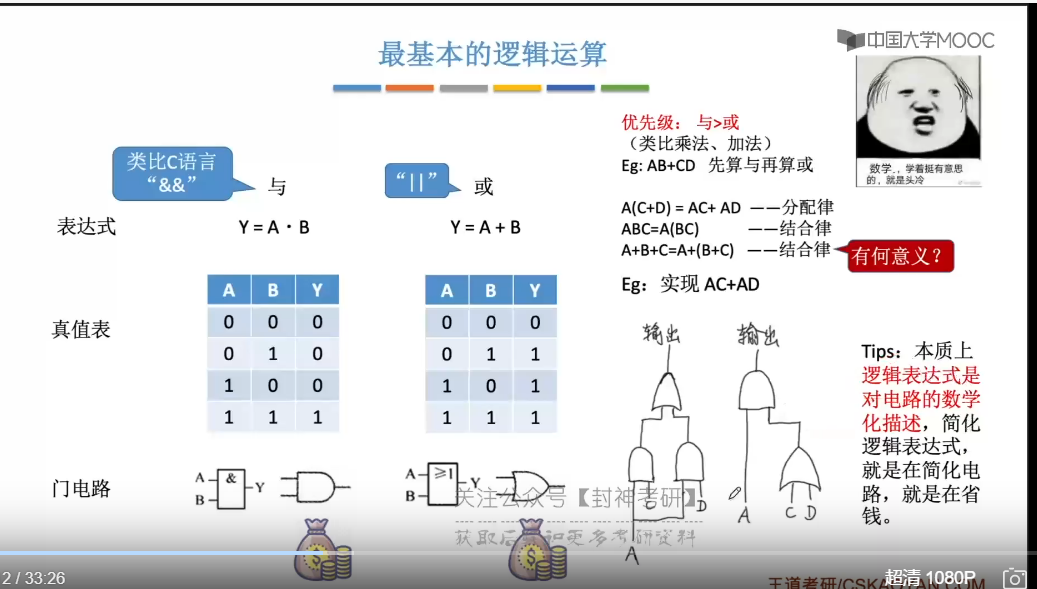 中国大学MOOC
最基本的逻辑运算
数学.，学着挺有意思
的，就是头冷
类比C语言
“&&”
与
“||”
或
表达式
Y = A · B
Y = A + B
真值表
A B Y
0 0 0
0 1 0
1 0 0
1 1 1
A B Y
0 0 0
0 1 1
1 0 1
1 1 1
门电路
A
B
&
Y
A
B
≥1
Y
优先级： 与>或
（类比乘法、加法）
Eg: AB+CD 先算与再算或
A(C+D) = AC+ AD ——分配律
ABC=A(BC) ——结合律
A+B+C=A+(B+C) ——结合律
有何意义？
Eg：实现 AC+AD
输出
C
D
A
输出
A
C D
Tips：本质上
逻辑表达式是
对电路的数学
化描述，简化
逻辑表达式，
就是在简化电
路，就是在省
钱。
关注公众号【封神考研】
获取后续和更多考研资料
2 / 33:26
超清 1080P
王道考研/CSKAOYAN.COM